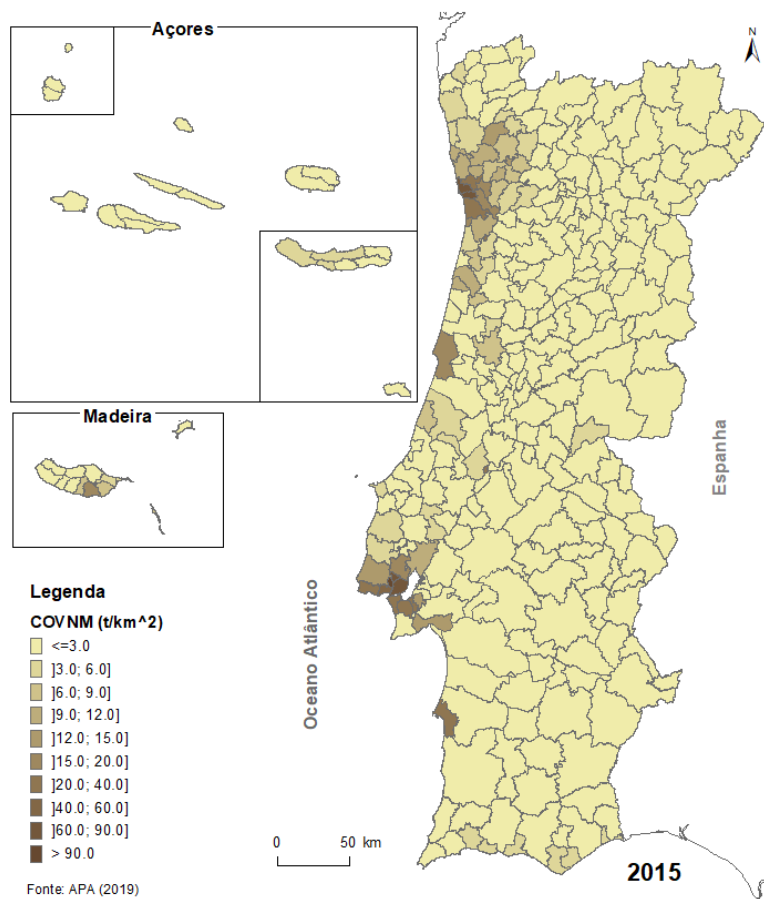 Açores
N
Madeira
Espanha
Oceano Atlântico
Legenda
COVNM (t/km^2)
<=3.0
]3.0; 6.0]
]6.0; 9.0]
]9.0; 12.0]
]12.0; 15.0]
]15.0; 20.0]
]20.0; 40.0]
]40.0; 60.0]
]60.0; 90.0]
> 90.0
0 50 km
2015
Fonte: APA (2019)